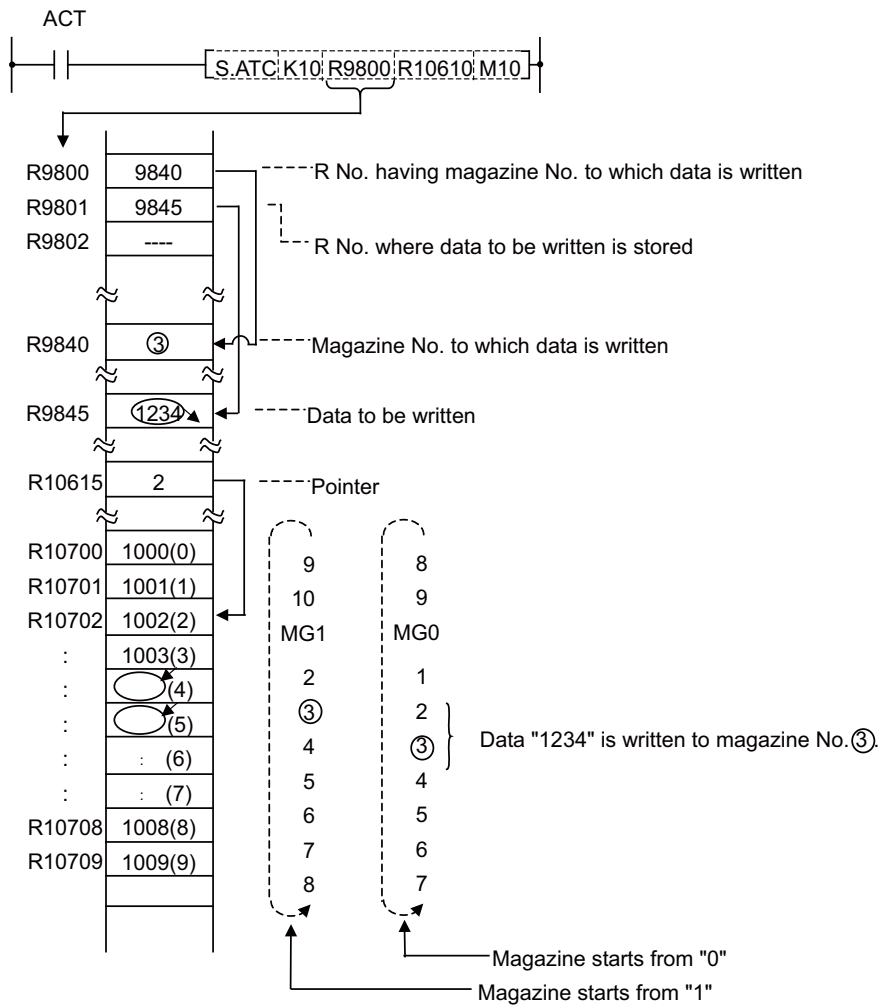 ACT
S.ATC K10 R9800 R10610 M10
R9800 9840 R No. having magazine No. to which data is written
R9801 9845
R9802 ---- R No. where data to be written is stored
R9840 ③ Magazine No. to which data is written
R9845 1234 Data to be written
R10615 2 Pointer
R10700 1000(0) 9 8
R10701 1001(1) 10 9
R10702 1002(2) MG1 MG0
: 1003(3) 2 1
: (4) ③ 2
: (5) 4 ③ Data "1234" is written to magazine No.③.
: : (6) 5 4
: : (7) 6 5
R10708 1008(8) 7 6
R10709 1009(9) 8 7
Magazine starts from "0"
Magazine starts from "1"